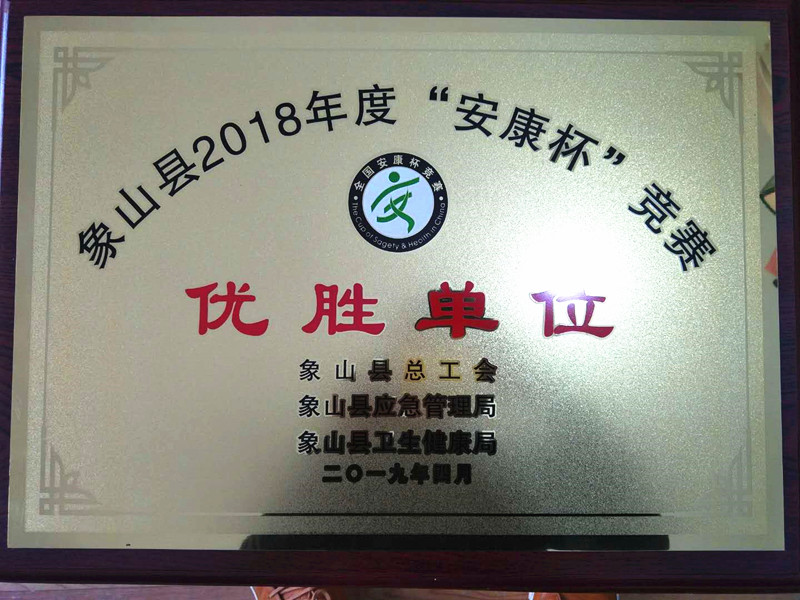 象山县2018年度“安康杯”竞赛
全国安康杯竞赛
The Cup of Sagety & Health in China
优胜单位
象山县总工会
象山县应急管理局
象山县卫生健康局
二〇一九年四月